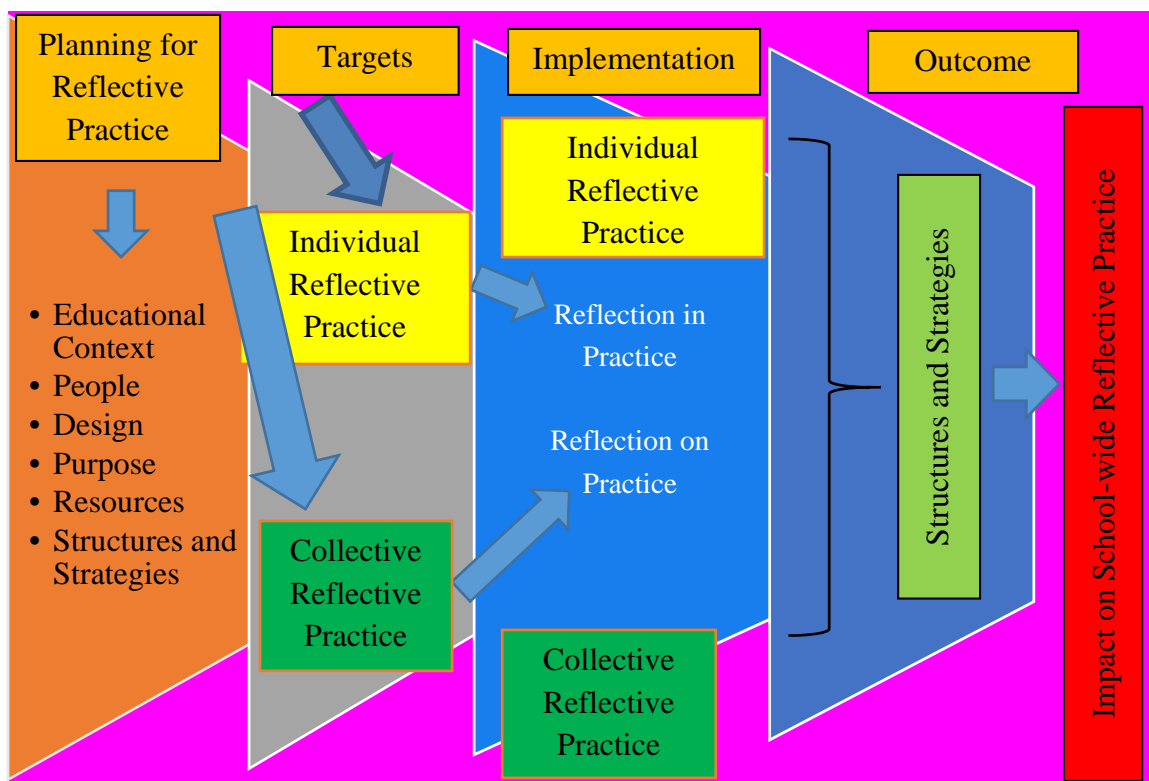 Planning for
Reflective
Practice
• Educational
Context
• People
• Design
• Purpose
• Resources
• Structures and
Strategies
Targets
Individual
Reflective
Practice
Collective
Reflective
Practice
Implementation
Individual
Reflective
Practice
Reflection in
Practice
Reflection on
Practice
Collective
Reflective
Practice
Outcome
Structures and Strategies
Impact on School-wide Reflective Practice